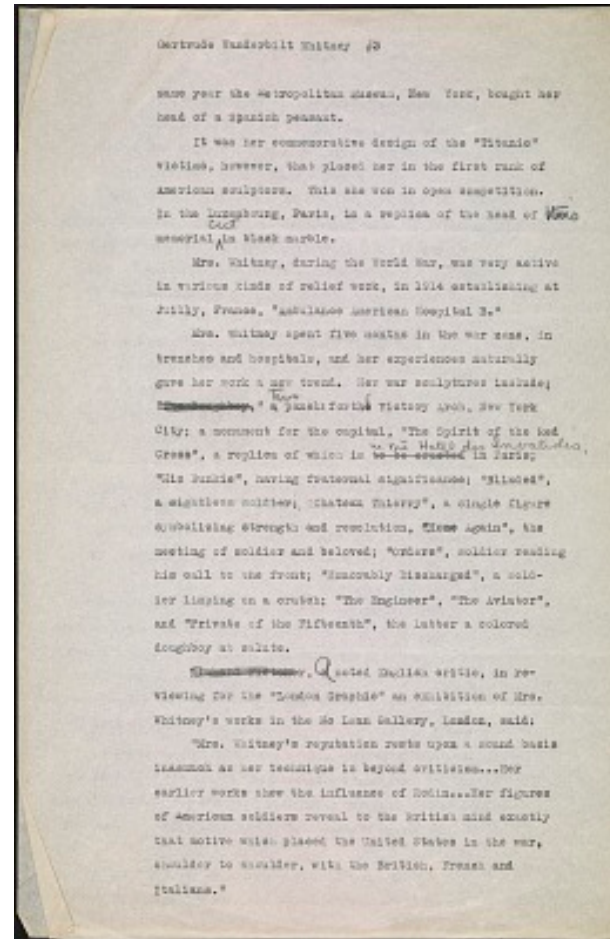 Gertrude Vanderbilt Whitney #3
same year the Metropolitan Museum, New York, bought her
head of a Spanish peasant.
It was her commemorative design of the "Titanic"
victims, however, that placed her in the first rank of
American sculptors. This she won in open competition.
In the Luxembourg, Paris, is a replica of the head of this
memorial in black marble.
Mrs. Whitney, during the World War, was very active
in various kinds of relief work, in 1914 establishing at
Juilly, France, "Ambulance American Hospital B."
Mrs. Whitney spent five months in the war zone, in
trenches and hospitals, and her experiences naturally
gave her work a new trend. Her war sculptures include;
panels for the Victory Arch, New York
City; a monument for the capital, "The Spirit of the Red
Hotel des Invalides,
Cross", a replica of which is to be erected in Paris;
"His Bunkie", having fraternal significance; "Blinded",
a sightless soldier; "Chateau Thierry", a single figure
symbolizing strength and resolution, "Home Again", the
meeting of soldier and beloved; "Orders", soldier reading
his call to the front; "Honorably Discharged", a sold-
ier limping on a crutch; "The Engineer", "The Aviator",
and "Private of the Fifteenth", the latter a colored
doughboy at salute.
A noted English critic, in re-
viewing for the "London Graphic" an exhibition of Mrs.
Whitney's works in the Mc Lean Gallery, London, said:
"Mrs. Whitney's reputation rests upon a sound basis
inasmuch as her technique is beyond criticism...Her
earlier works show the influence of Rodin...Her figures
of American soldiers reveal to the British mind exactly
that motive which placed the United States in the war,
shoulder to shoulder, with the British, French and
Italians."